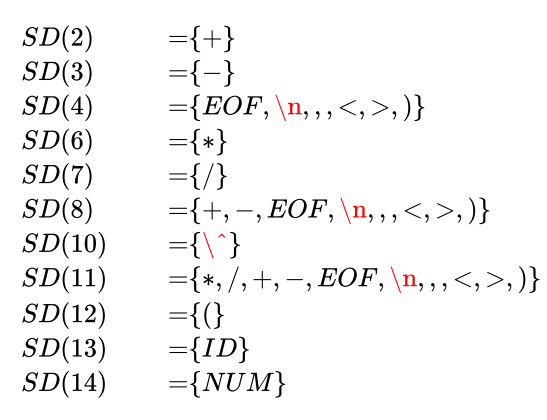 SD(2) ={+}
SD(3) ={−}
SD(4) ={EOF, \n, , , <, >, )}
SD(6) ={∗}
SD(7) ={/}
SD(8) ={+, −, EOF, \n, , , <, >, )}
SD(10) ={\^}
SD(11) ={∗, /, +, −, EOF, \n, , , <, >, )}
SD(12) ={(}
SD(13) ={ID}
SD(14) ={NUM}